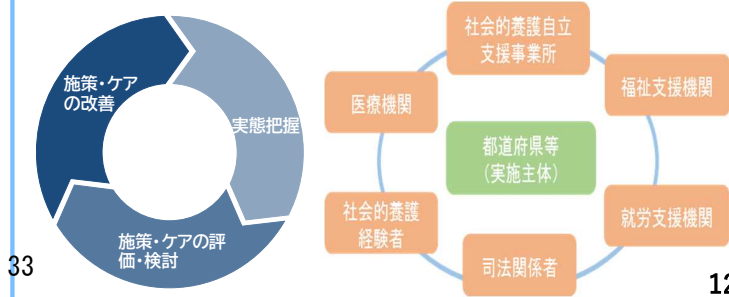 施策・ケア
の改善
実態把握
施策・ケアの評
価・検討
33
社会的養護自立
支援事業所
医療機関
福祉支援機関
都道府県等
（実施主体）
社会的養護
経験者
就労支援機関
司法関係者
12